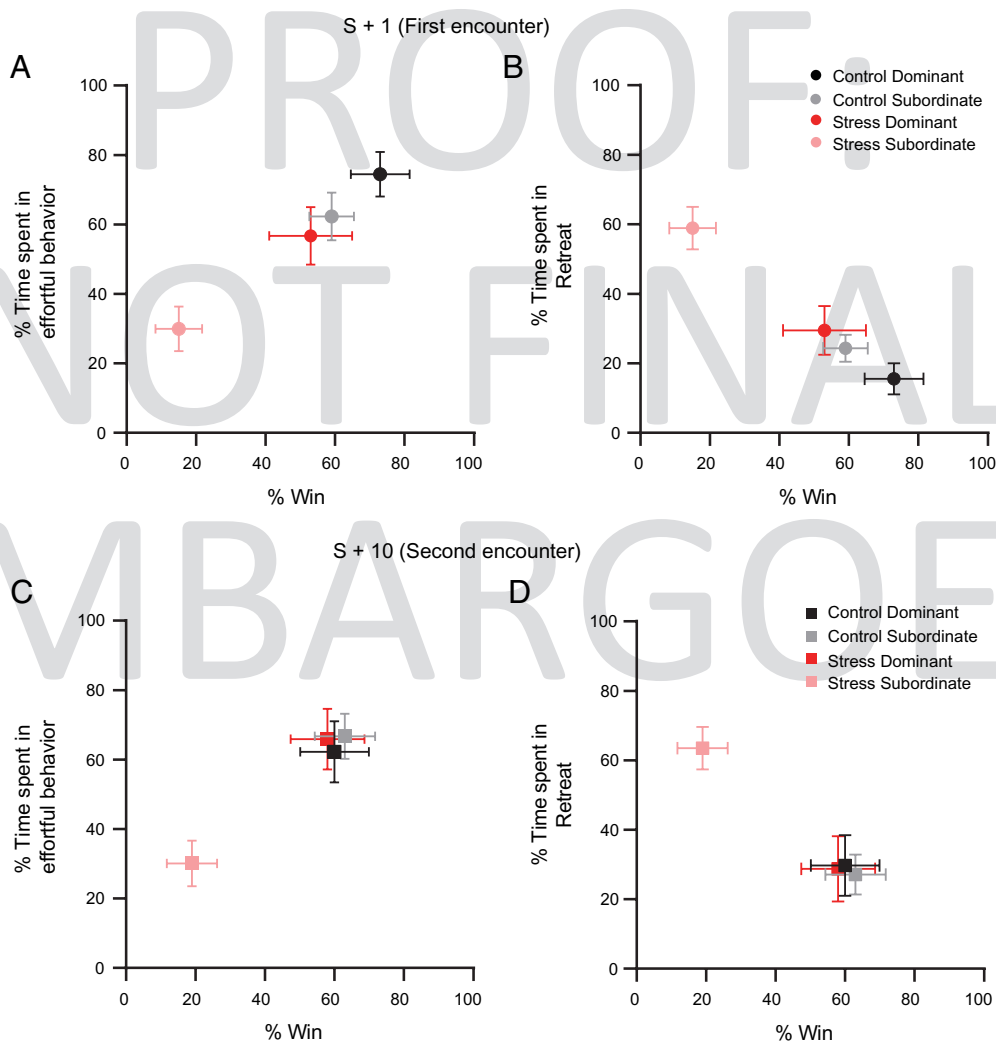 PROOF:
S + 1 (First encounter)
A
% Time spent in
effortful behavior
100
80
60
40
20
0
0 20 40 60 80 100
% Win
B
% Time spent in
Retreat
100
80
60
40
20
0
0 20 40 60 80 100
% Win
Control Dominant
Control Subordinate
Stress Dominant
Stress Subordinate
NOT FINAL
MBARGOE
S + 10 (Second encounter)
C
% Time spent in
effortful behavior
100
80
60
40
20
0
0 20 40 60 80 100
% Win
D
% Time spent in
Retreat
100
80
60
40
20
0
0 20 40 60 80 100
% Win
Control Dominant
Control Subordinate
Stress Dominant
Stress Subordinate